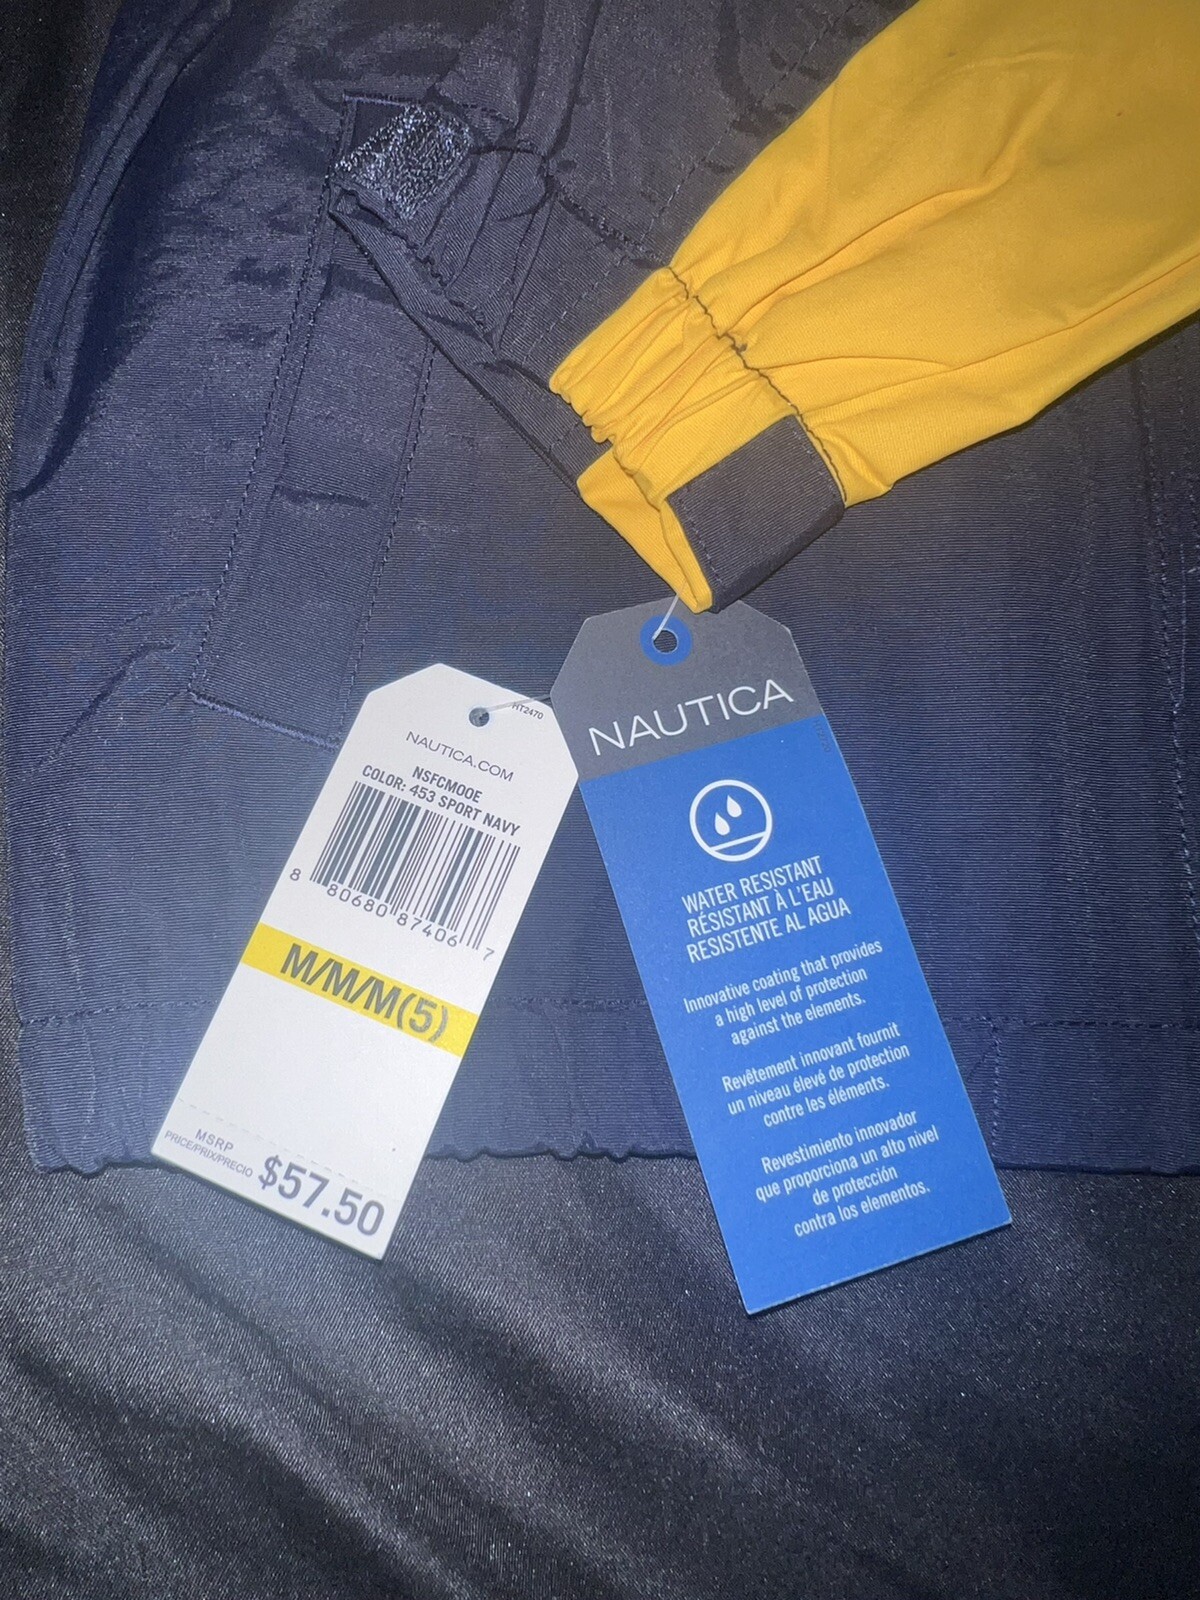 HT2470
NAUTICA.COM
NSFCM00E
COLOR: 453 SPORT NAVY
8 80680 87406 7
M/M/M(5)
MSRP
PRICE/PRIX/PRECIO
$57.50
NAUTICA
WATER RESISTANT
RÉSISTANT À L'EAU
RESISTENTE AL AGUA
Innovative coating that provides
a high level of protection
against the elements.
Revêtement innovant fournit
un niveau élevé de protection
contre les éléments.
Revestimiento innovador
que proporciona un alto nivel
de protección
contra los elementos.